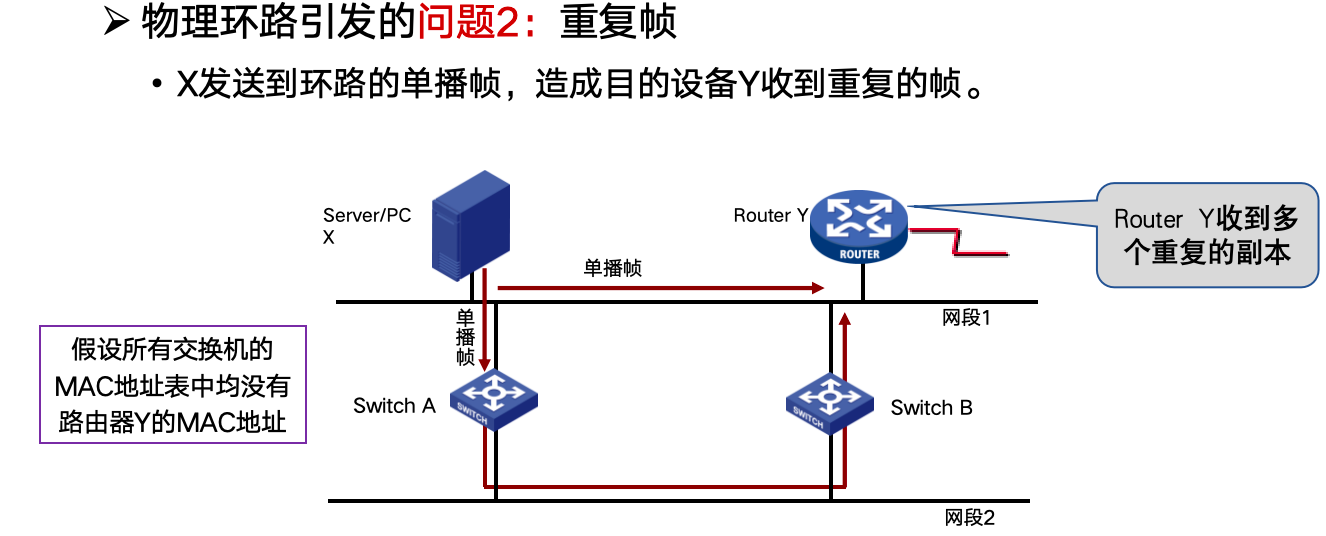 ➢ 物理环路引发的问题2：重复帧
• X发送到环路的单播帧，造成目的设备Y收到重复的帧。
Server/PC
X
Router Y
ROUTER
Router Y收到多
个重复的副本
单播帧
网段1
单
播
帧
假设所有交换机的
MAC地址表中均没有
路由器Y的MAC地址
Switch A
SWITCH
SWITCH
Switch B
网段2